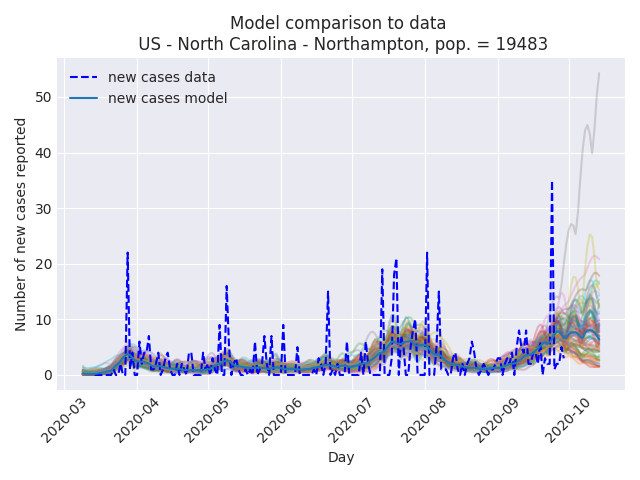 Model comparison to data
US - North Carolina - Northampton, pop. = 19483
new cases data
new cases model
Number of new cases reported
50
40
30
20
10
0
2020-03
2020-04
2020-05
2020-06
2020-07
2020-08
2020-09
2020-10
Day